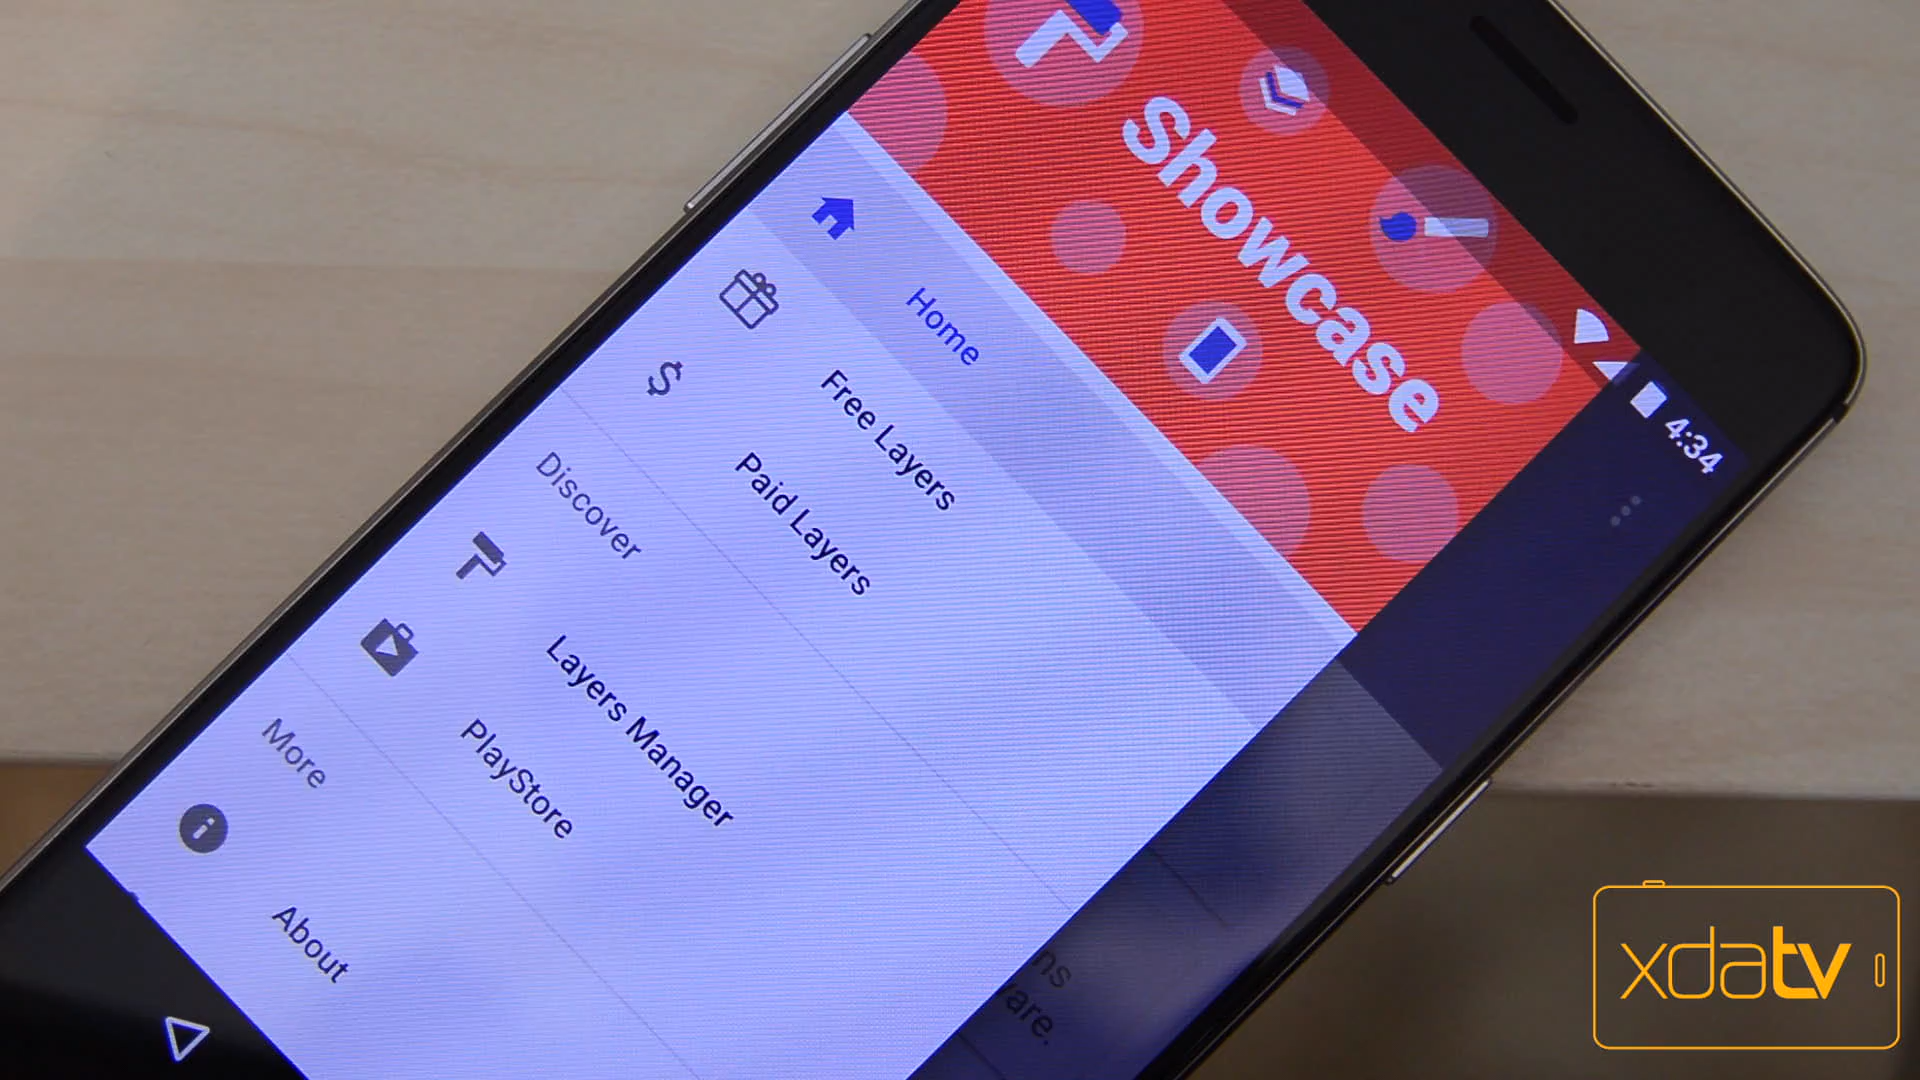 4:34
Showcase
Home
Free Layers
Paid Layers
Discover
Layers Manager
PlayStore
More
About
xdatv